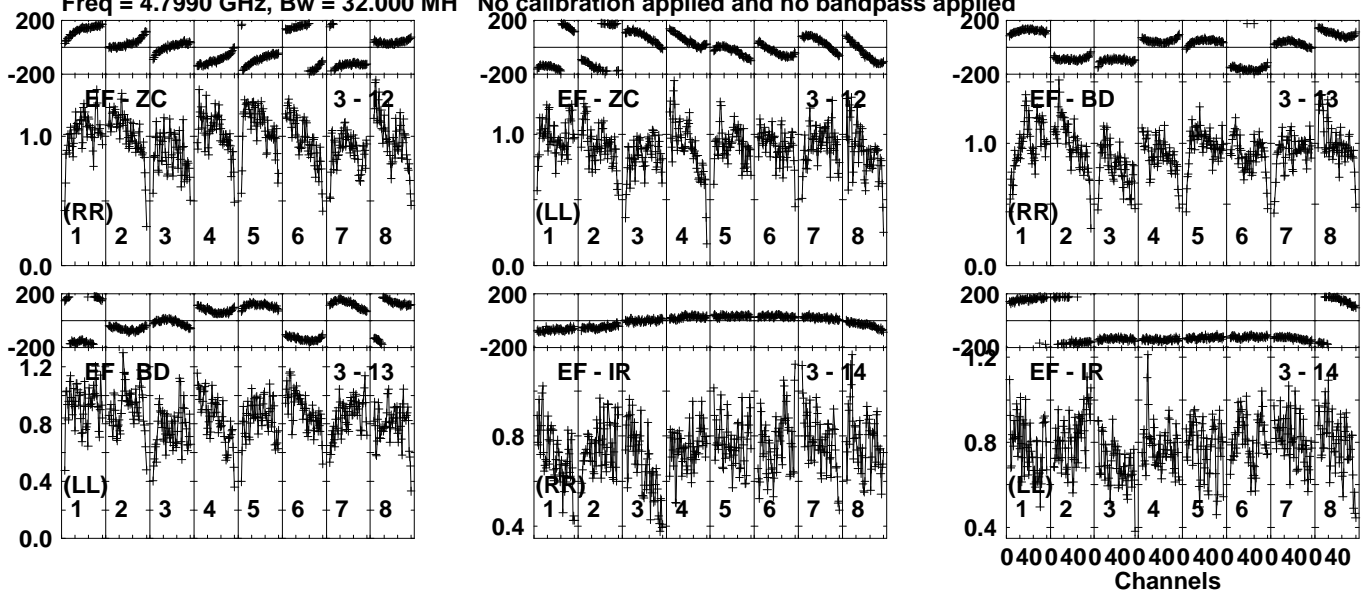 Freq = 4.7990 GHz, Bw = 32.000 MH No calibration applied and no bandpass applied
200
-200
EF - ZC 3 - 12
1.0
(RR)
1 2 3 4 5 6 7 8
0.0
200
-200
EF - ZC 3 - 12
1.0
(LL)
1 2 3 4 5 6 7 8
0.0
200
-200
EF - BD 3 - 13
1.0
(RR)
1 2 3 4 5 6 7 8
0.0
200
-200
1.2
EF - BD 3 - 13
0.8
0.4
(LL)
1 2 3 4 5 6 7 8
0.0
200
-200
EF - IR 3 - 14
0.8
(RR)
1 2 3 4 5 6 7 8
0.4
200
-200
1.2
EF - IR 3 - 14
0.8
(LL)
1 2 3 4 5 6 7 8
0.4
0 40 0 40 0 40 0 40 0 40 0 40 0 40 0 40
Channels